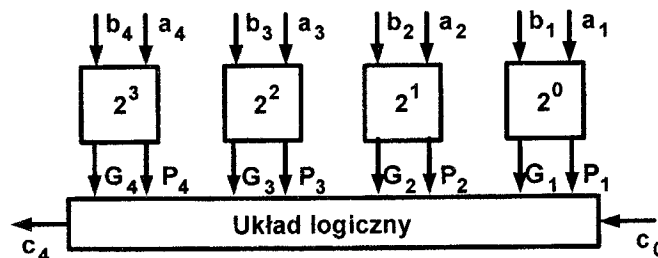 b₄ a₄ b₃ a₃ b₂ a₂ b₁ a₁
2³ 2² 2¹ 2⁰
G₄ P₄ G₃ P₃ G₂ P₂ G₁ P₁
Układ logiczny
c₄ c₀